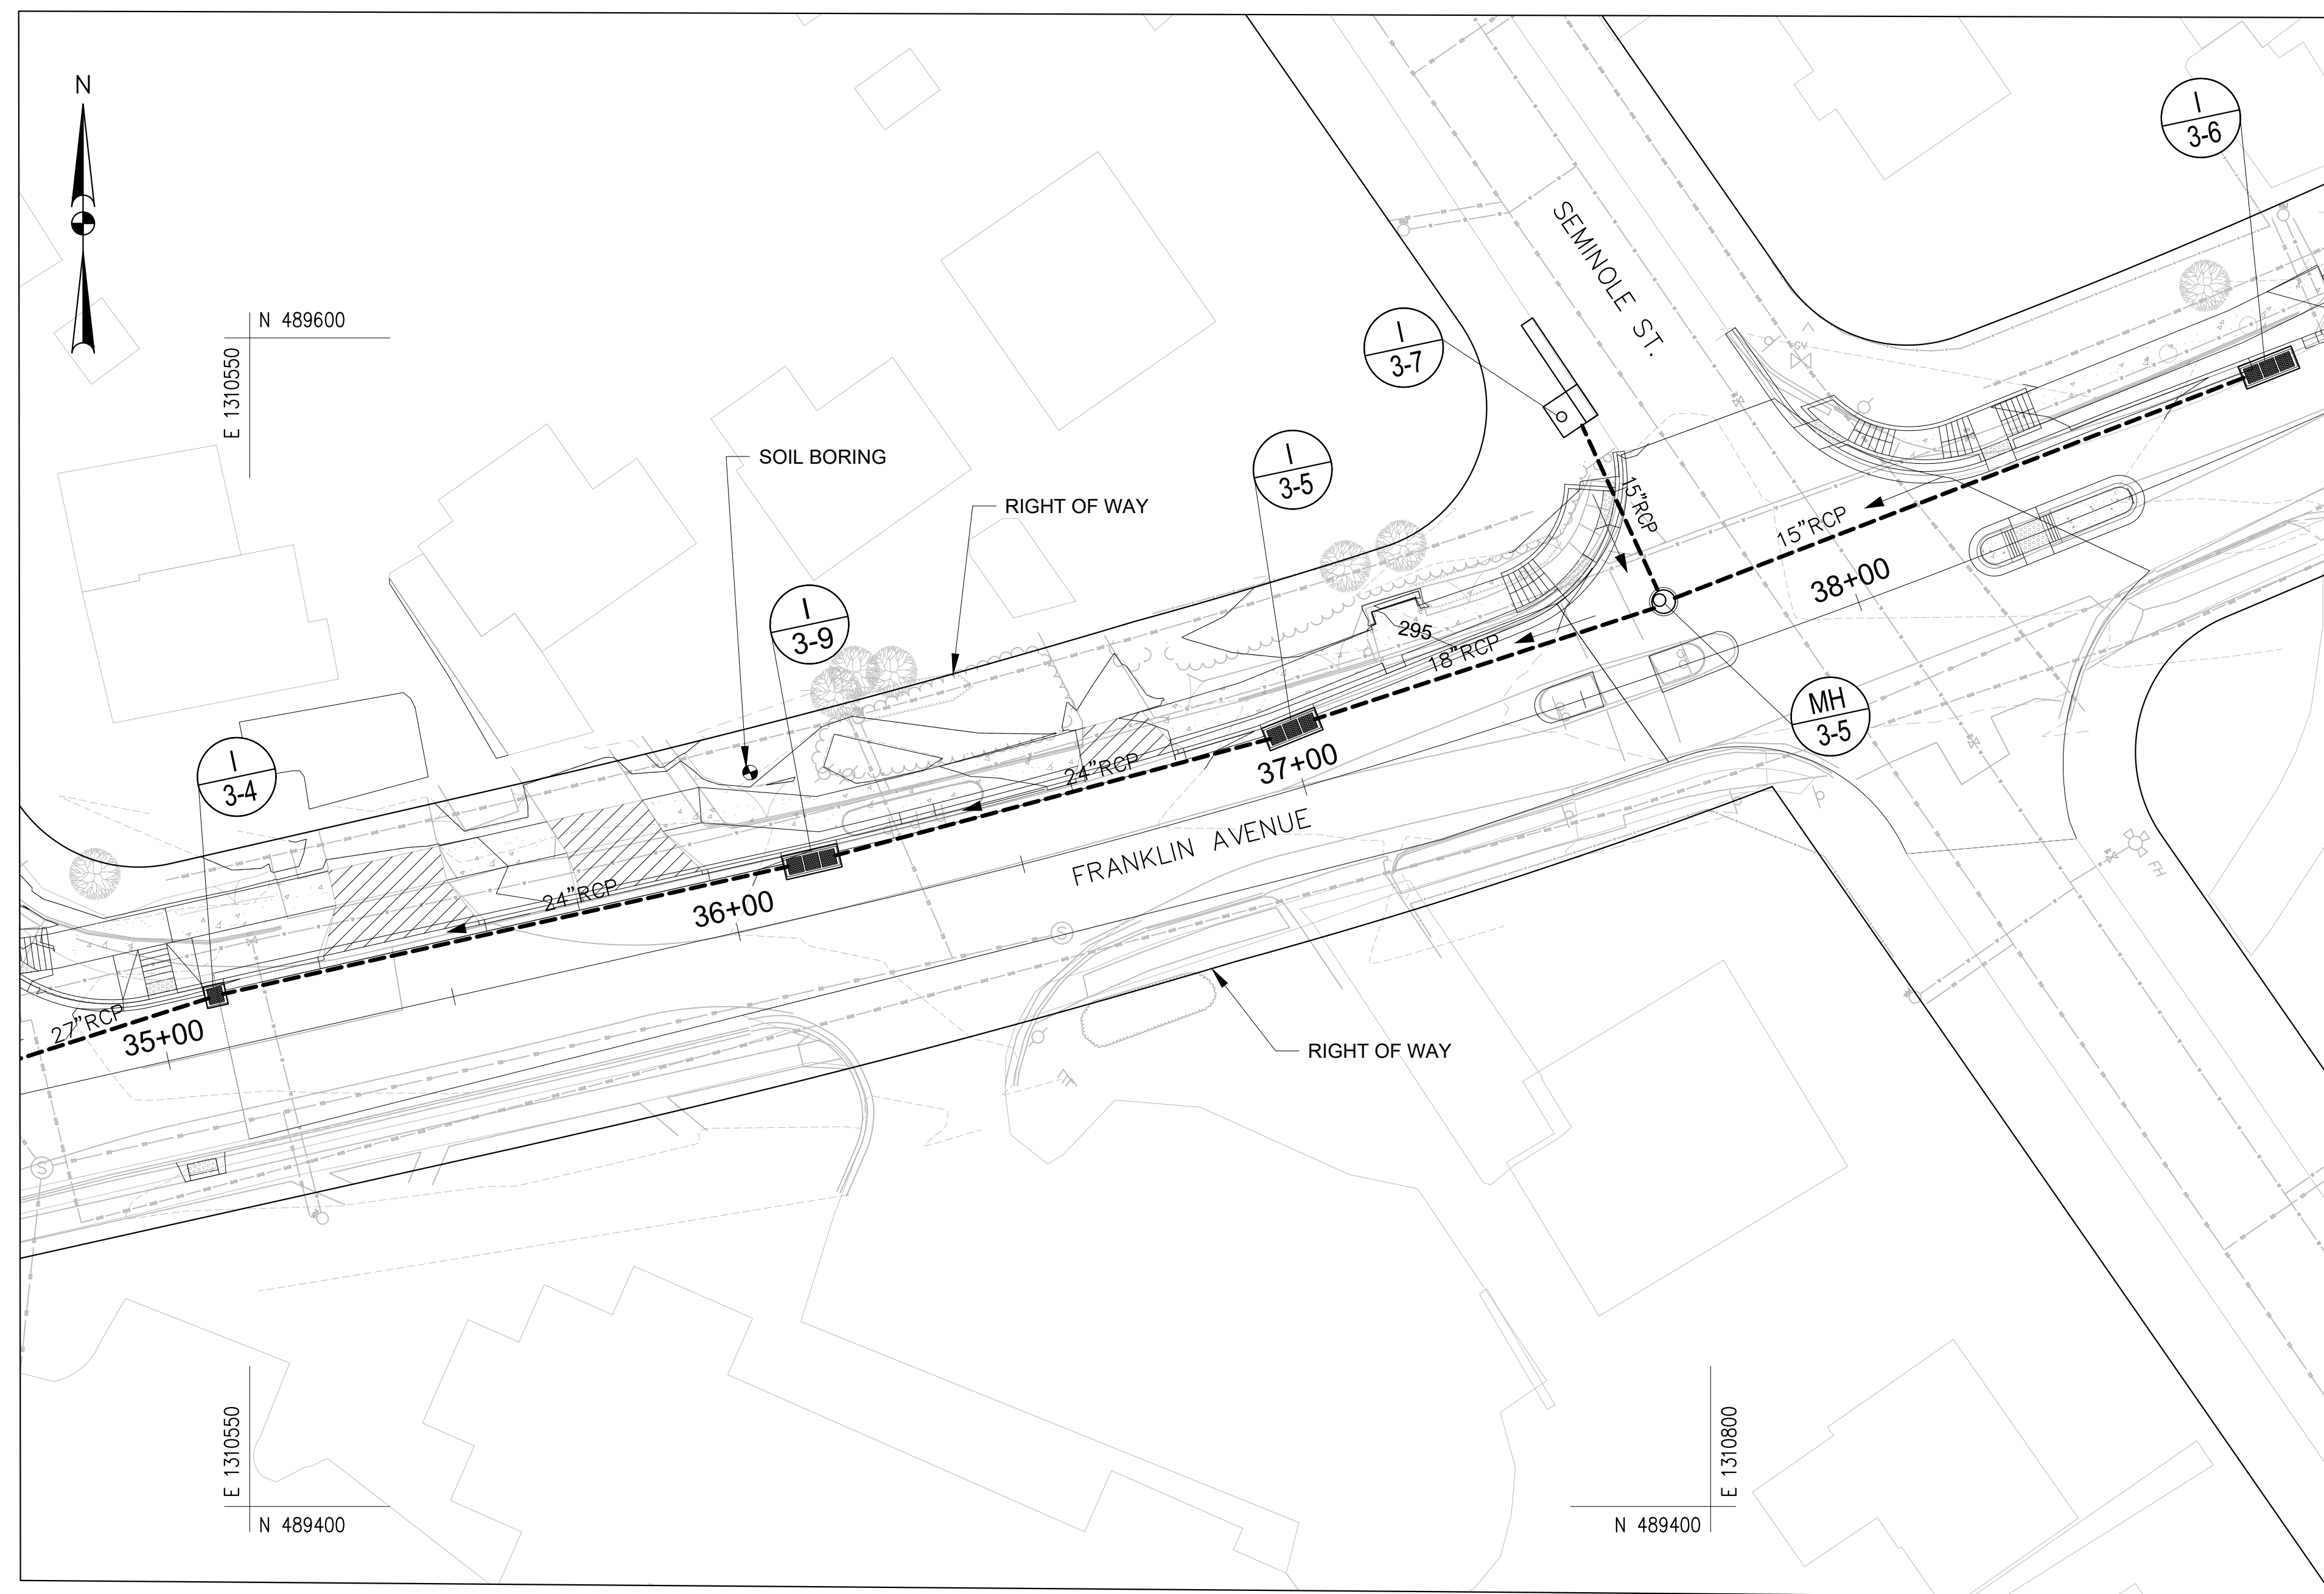 N
I
3-6
SEMINOLE ST.
N 489600
E 1310550
I
3-7
GV
SOIL BORING
I
3-5
RIGHT OF WAY
15"RCP
15"RCP
38+00
I
3-9
295
18"RCP
MH
3-5
I
3-4
24"RCP
37+00
FRANKLIN AVENUE
24"RCP
36+00
FH
S
27"RCP
35+00
RIGHT OF WAY
S
E 1310550
N 489400
E 1310800
N 489400